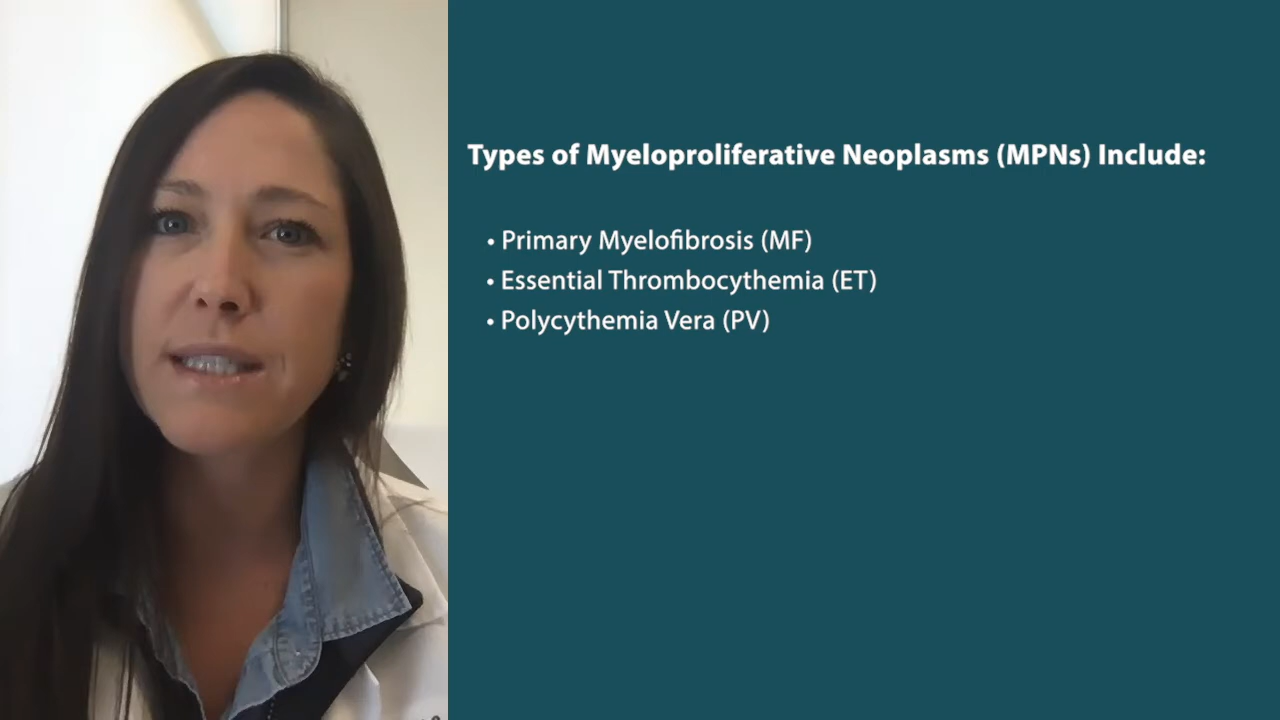 Types of Myeloproliferative Neoplasms (MPNs) Include:
• Primary Myelofibrosis (MF)
• Essential Thrombocythemia (ET)
• Polycythemia Vera (PV)